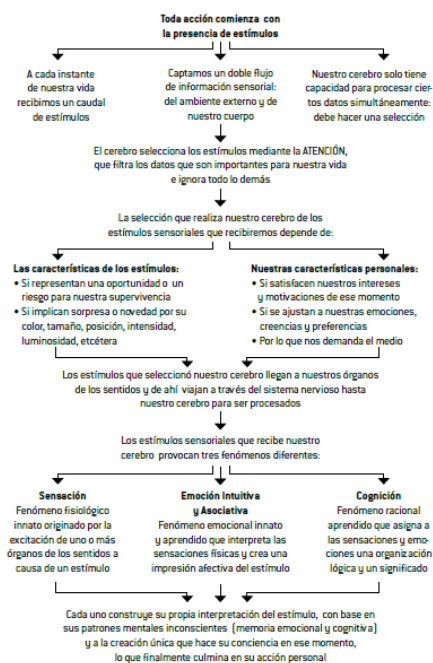 Toda acción comienza con
la presencia de estímulos
A cada instante
de nuestra vida
recibimos un caudal
de estímulos
Captamos un doble flujo
de información sensorial:
del ambiente externo y de
nuestro cuerpo
Nuestro cerebro solo tiene
capacidad para procesar cier-
tos datos simultáneamente:
debe hacer una selección
El cerebro selecciona los estímulos mediante la ATENCIÓN,
que filtra los datos que son importantes para nuestra vida
e ignora todo lo demás
La selección que realiza nuestro cerebro de los
estímulos sensoriales que recibiremos depende de:
Las características de los estímulos:
• Si representan una oportunidad o un
riesgo para nuestra supervivencia
• Si implican sorpresa o novedad por su
color, tamaño, posición, intensidad,
luminosidad, etcétera
Nuestras características personales:
• Si satisfacen nuestros intereses
y motivaciones de ese momento
• Si se ajustan a nuestras emociones,
creencias y preferencias
• Por lo que nos demanda el medio
Los estímulos que seleccionó nuestro cerebro llegan a nuestros órganos
de los sentidos y de ahí viajan a través del sistema nervioso hasta
nuestro cerebro para ser procesados
Los estímulos sensoriales que recibe nuestro
cerebro provocan tres fenómenos diferentes:
Sensación
Fenómeno fisiológico
innato originado por la
excitación de uno o más
órganos de los sentidos a
causa de un estímulo
Emoción Intuitiva
y Asociativa
Fenómeno emocional innato
y aprendido que interpreta las
sensaciones físicas y crea una
impresión afectiva del estímulo
Cognición
Fenómeno racional
aprendido que asigna a
las sensaciones y emo-
ciones una organización
lógica y un significado
Cada uno construye su propia interpretación del estímulo, con base en
sus patrones mentales inconscientes (memoria emocional y cognitiva)
y a la creación única que hace su conciencia en ese momento,
lo que finalmente culmina en su acción personal